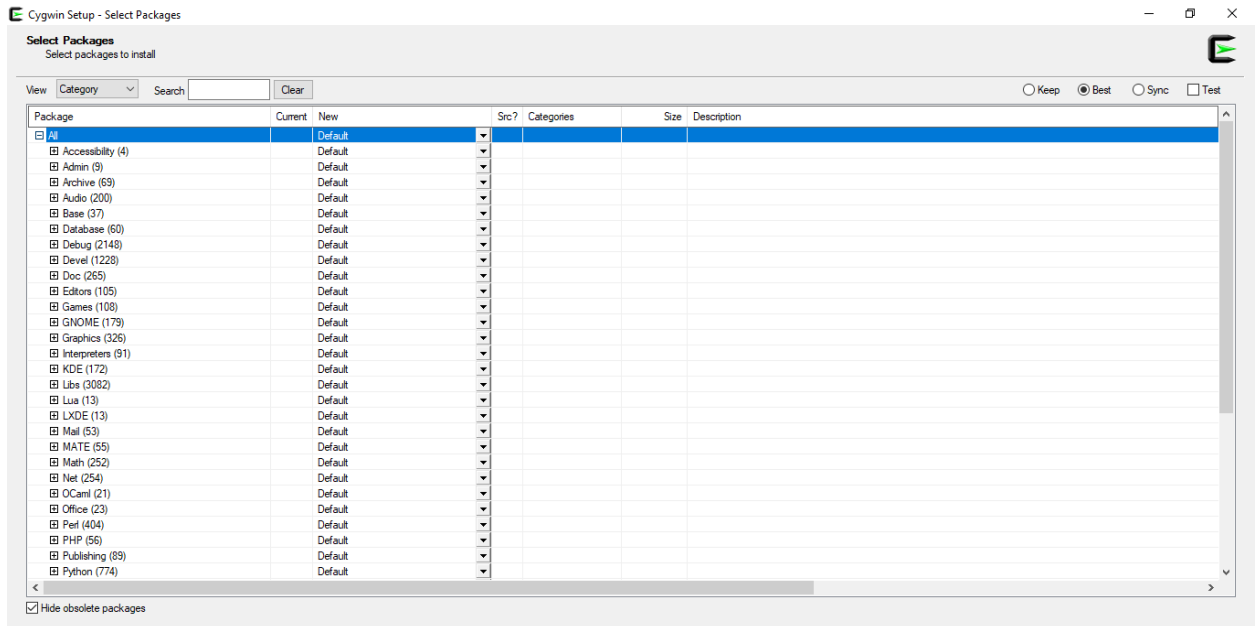 Cygwin Setup - Select Packages
Select Packages
Select packages to install
View Category Search Clear Keep Best Sync Test
Package Current New Src? Categories Size Description
All Default
Accessibility (4) Default
Admin (9) Default
Archive (69) Default
Audio (200) Default
Base (37) Default
Database (60) Default
Debug (2148) Default
Devel (1228) Default
Doc (265) Default
Editors (105) Default
Games (108) Default
GNOME (179) Default
Graphics (326) Default
Interpreters (91) Default
KDE (172) Default
Libs (3082) Default
Lua (13) Default
LXDE (13) Default
Mail (53) Default
MATE (55) Default
Math (252) Default
Net (254) Default
OCaml (21) Default
Office (23) Default
Perl (404) Default
PHP (56) Default
Publishing (89) Default
Python (774) Default
Hide obsolete packages